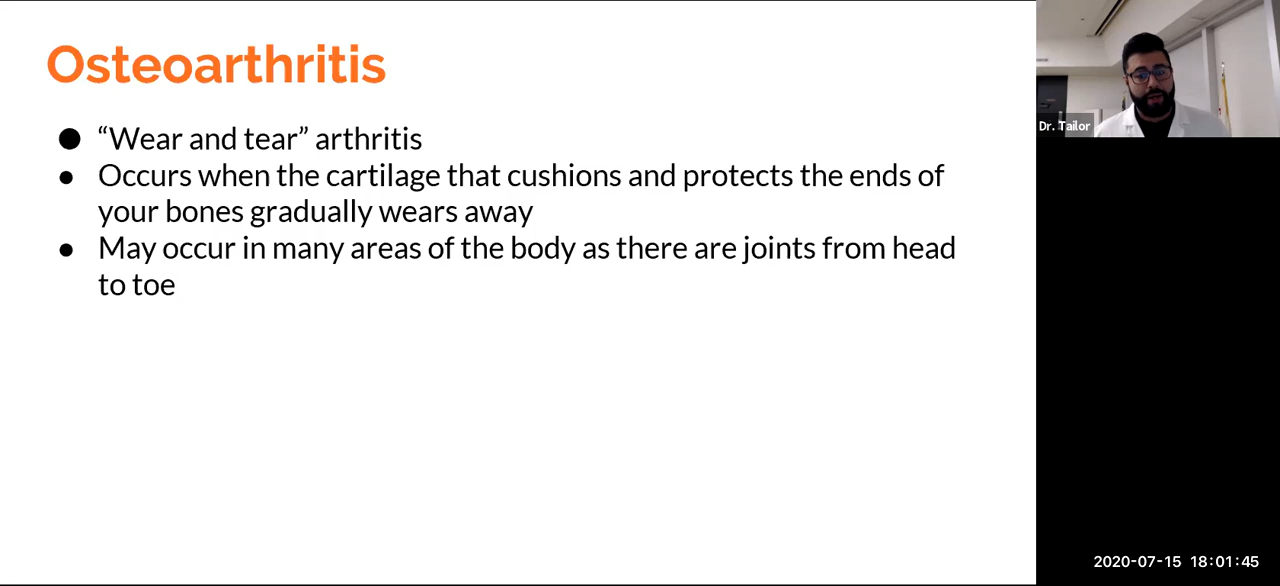 Osteoarthritis
● “Wear and tear” arthritis
● Occurs when the cartilage that cushions and protects the ends of
your bones gradually wears away
● May occur in many areas of the body as there are joints from head
to toe
Dr. Tailor
2020-07-15 18:01:45